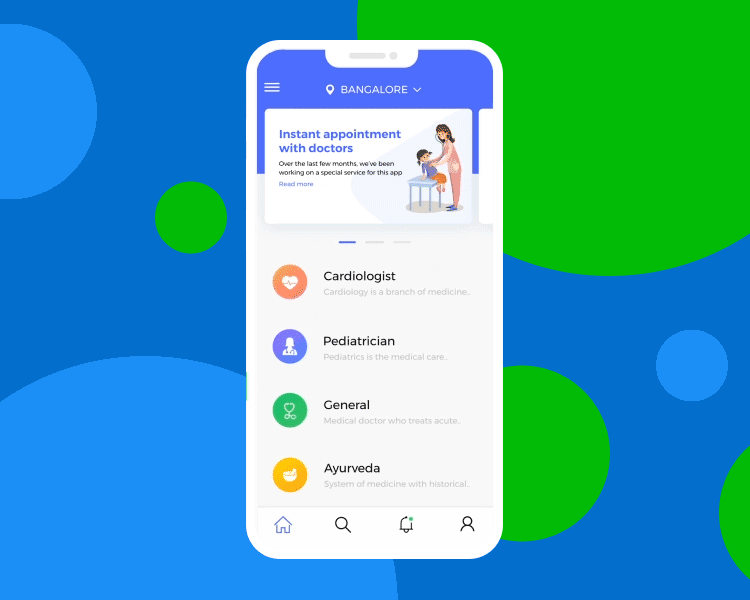 BANGALORE
Instant appointment
with doctors
Over the last few months, we've been
working on a special service for this app
Read more
Cardiologist
Cardiology is a branch of medicine..
Pediatrician
Pediatrics is the medical care..
General
Medical doctor who treats acute..
Ayurveda
System of medicine with historical..